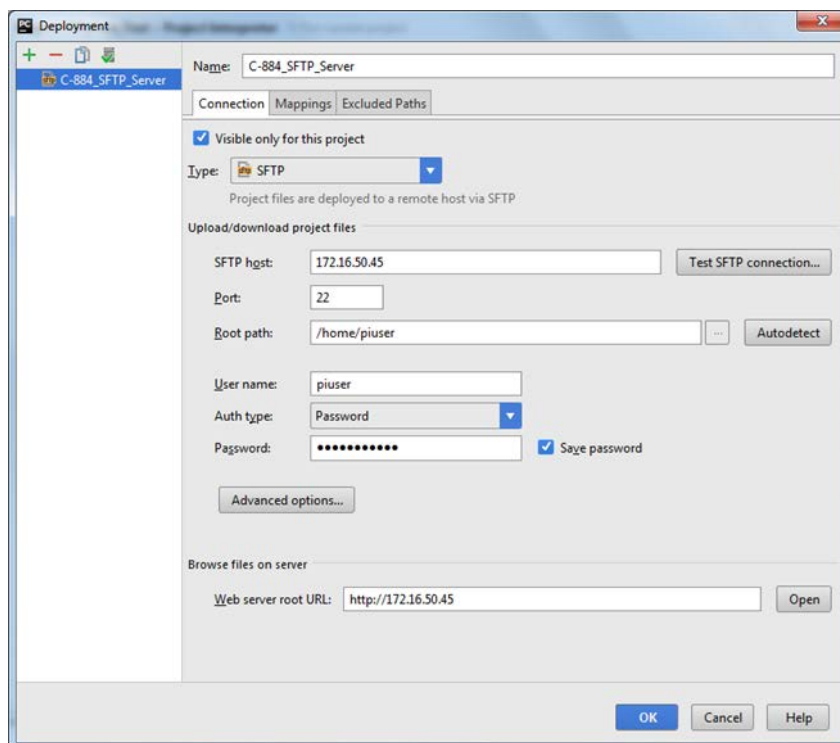 Deployment
C-884_SFTP_Server
Name: C-884_SFTP_Server
Connection Mappings Excluded Paths
Visible only for this project
Type: SFTP
Project files are deployed to a remote host via SFTP
Upload/download project files
SFTP host: 172.16.50.45 Test SFTP connection...
Port: 22
Root path: /home/piuser ... Autodetect
User name: piuser
Auth type: Password
Password: ●●●●●●●●●●● Save password
Advanced options...
Browse files on server
Web server root URL: http://172.16.50.45 Open
OK Cancel Help